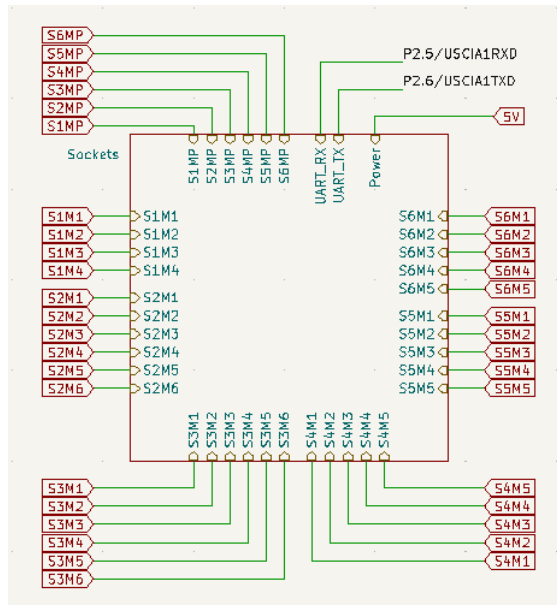 S6MP
S5MP
S4MP
S3MP
S2MP
S1MP
P2.5/USCIA1RXD
P2.6/USCIA1TXD
5V
Sockets
S1MP
S2MP
S3MP
S4MP
S5MP
S6MP
UART_RX
UART_TX
Power
S1M1 S1M1
S1M2 S1M2
S1M3 S1M3
S1M4 S1M4
S2M1 S2M1
S2M2 S2M2
S2M3 S2M3
S2M4 S2M4
S2M5 S2M5
S2M6 S2M6
S6M1 S6M1
S6M2 S6M2
S6M3 S6M3
S6M4 S6M4
S6M5 S6M5
S5M1 S5M1
S5M2 S5M2
S5M3 S5M3
S5M4 S5M4
S5M5 S5M5
S3M1
S3M2
S3M3
S3M4
S3M5
S3M6
S4M1
S4M2
S4M3
S4M4
S4M5
S3M1
S3M2
S3M3
S3M4
S3M5
S3M6
S4M5
S4M4
S4M3
S4M2
S4M1